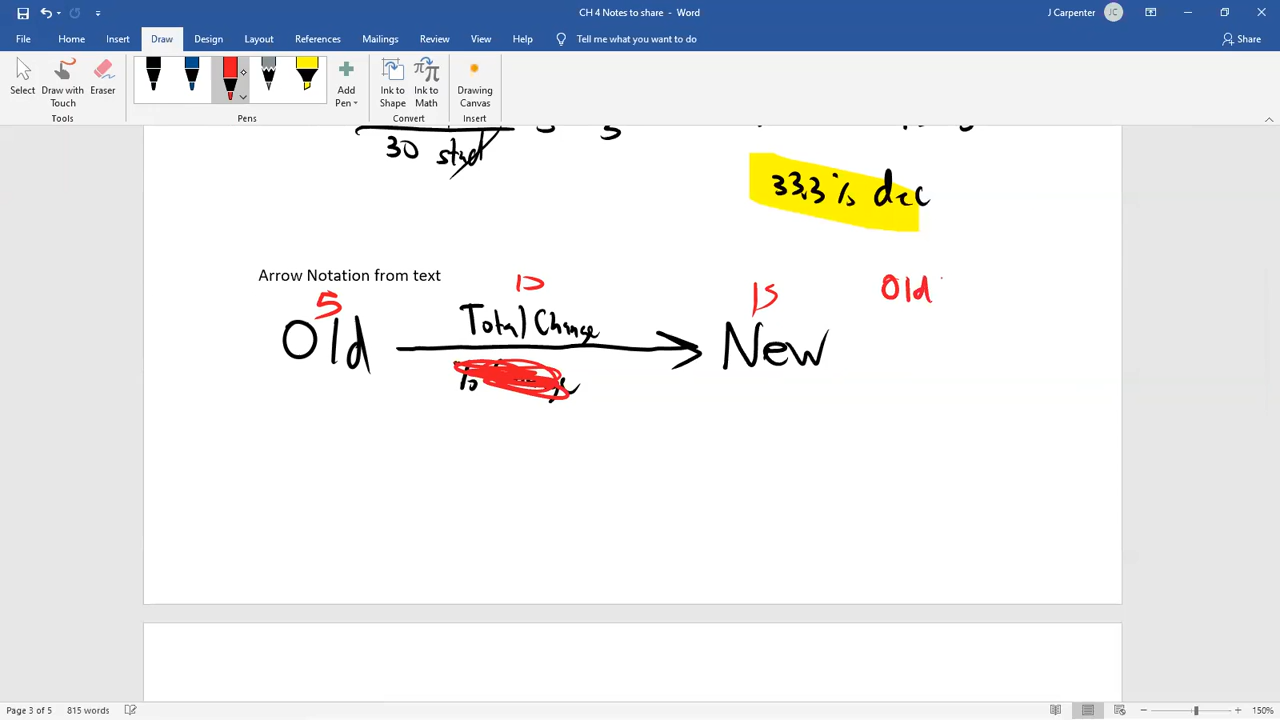 CH 4 Notes to share - Word
J Carpenter JC
File Home Insert Draw Design Layout References Mailings Review View Help Tell me what you want to do Share
Select Draw with Touch Eraser Add Pen Ink to Shape Ink to Math Drawing Canvas
Tools Pens Convert Insert
30 stud
33.3% dec
Arrow Notation from text
5 10 15 Old
Total Change
Old New
Page 3 of 5 815 words 150%